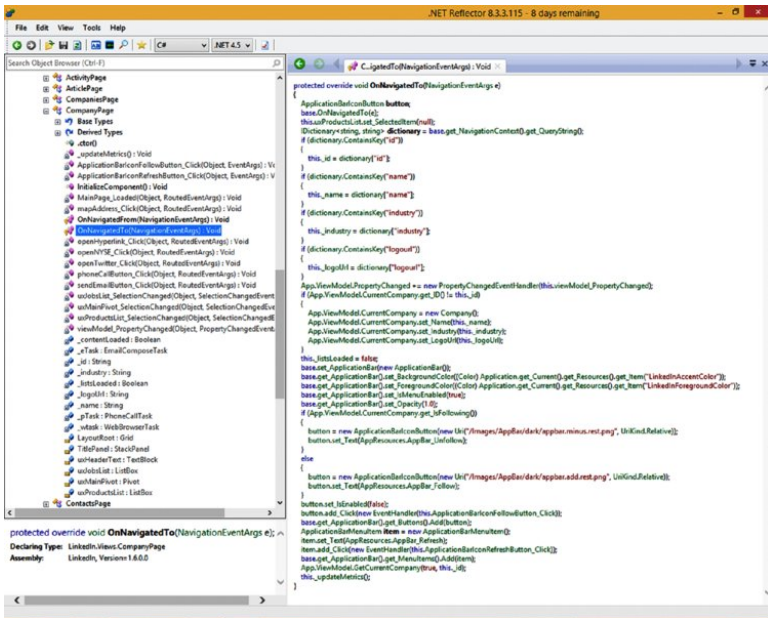 .NET Reflector 8.3.3.115 - 8 days remaining
File Edit View Tools Help
C# .NET 4.5
Search Object Browser (Ctrl-F)
ActivityPage
ArticlePage
CompaniesPage
CompanyPage
Base Types
Derived Types
.ctor()
_updateMetrics() : Void
ApplicationBarIconFollowButton_Click(Object, EventArgs) : Vo
ApplicationBarIconRefreshButton_Click(Object, EventArgs) : V
InitializeComponent() : Void
MainPage_Loaded(Object, RoutedEventArgs) : Void
mapAddress_Click(Object, RoutedEventArgs) : Void
OnNavigatedFrom(NavigationEventArgs) : Void
OnNavigatedTo(NavigationEventArgs) : Void
openHyperlink_Click(Object, RoutedEventArgs) : Void
openNYSE_Click(Object, RoutedEventArgs) : Void
openTwitter_Click(Object, RoutedEventArgs) : Void
phoneCallButton_Click(Object, RoutedEventArgs) : Void
sendEmailButton_Click(Object, RoutedEventArgs) : Void
uxJobsList_SelectionChanged(Object, SelectionChangedEvent
uxMainPivot_SelectionChanged(Object, SelectionChangedEve
uxProductsList_SelectionChanged(Object, SelectionChangedE
viewModel_PropertyChanged(Object, PropertyChangedEvent
_contentLoaded : Boolean
_eTask : EmailComposeTask
_id : String
_industry : String
_listsLoaded : Boolean
_logoUrl : String
_name : String
_pTask : PhoneCallTask
_wtask : WebBrowserTask
LayoutRoot : Grid
TitlePanel : StackPanel
uxHeaderText : TextBlock
uxJobsList : ListBox
uxMainPivot : Pivot
uxProductsList : ListBox
ContactsPage
protected override void OnNavigatedTo(NavigationEventArgs e);
Declaring Type: LinkedIn.Views.CompanyPage
Assembly: LinkedIn, Version=1.6.0.0
C...igatedTo(NavigationEventArgs) : Void
protected override void OnNavigatedTo(NavigationEventArgs e)
{
ApplicationBarIconButton button;
base.OnNavigatedTo(e);
this.uxProductsList.set_SelectedItem(null);
IDictionary<string, string> dictionary = base.get_NavigationContext().get_QueryString();
if (dictionary.ContainsKey("id"))
{
this._id = dictionary["id"];
}
if (dictionary.ContainsKey("name"))
{
this._name = dictionary["name"];
}
if (dictionary.ContainsKey("industry"))
{
this._industry = dictionary["industry"];
}
if (dictionary.ContainsKey("logourl"))
{
this._logoUrl = dictionary["logourl"];
}
App.ViewModel.PropertyChanged += new PropertyChangedEventHandler(this.viewModel_PropertyChanged);
if (App.ViewModel.CurrentCompany.get_ID() != this._id)
{
App.ViewModel.CurrentCompany = new Company();
App.ViewModel.CurrentCompany.set_Name(this._name);
App.ViewModel.CurrentCompany.set_Industry(this._industry);
App.ViewModel.CurrentCompany.set_LogoUrl(this._logoUrl);
}
this._listsLoaded = false;
base.set_ApplicationBar(new ApplicationBar());
base.get_ApplicationBar().set_BackgroundColor((Color) Application.get_Current().get_Resources().get_Item("LinkedInAccentColor"));
base.get_ApplicationBar().set_ForegroundColor((Color) Application.get_Current().get_Resources().get_Item("LinkedInForegroundColor"));
base.get_ApplicationBar().set_IsMenuEnabled(true);
base.get_ApplicationBar().set_Opacity(1.0);
if (App.ViewModel.CurrentCompany.get_IsFollowing())
{
button = new ApplicationBarIconButton(new Uri("/Images/AppBar/dark/appbar.minus.rest.png", UriKind.Relative));
button.set_Text(AppResources.AppBar_Unfollow);
}
else
{
button = new ApplicationBarIconButton(new Uri("/Images/AppBar/dark/appbar.add.rest.png", UriKind.Relative));
button.set_Text(AppResources.AppBar_Follow);
}
button.set_IsEnabled(false);
button.add_Click(new EventHandler(this.ApplicationBarIconFollowButton_Click));
base.get_ApplicationBar().get_Buttons().Add(button);
ApplicationBarMenuItem item = new ApplicationBarMenuItem();
item.set_Text(AppResources.AppBar_Refresh);
item.add_Click(new EventHandler(this.ApplicationBarIconRefreshButton_Click));
base.get_ApplicationBar().get_MenuItems().Add(item);
App.ViewModel.GetCurrentCompany(true, this._id);
this._updateMetrics();
}